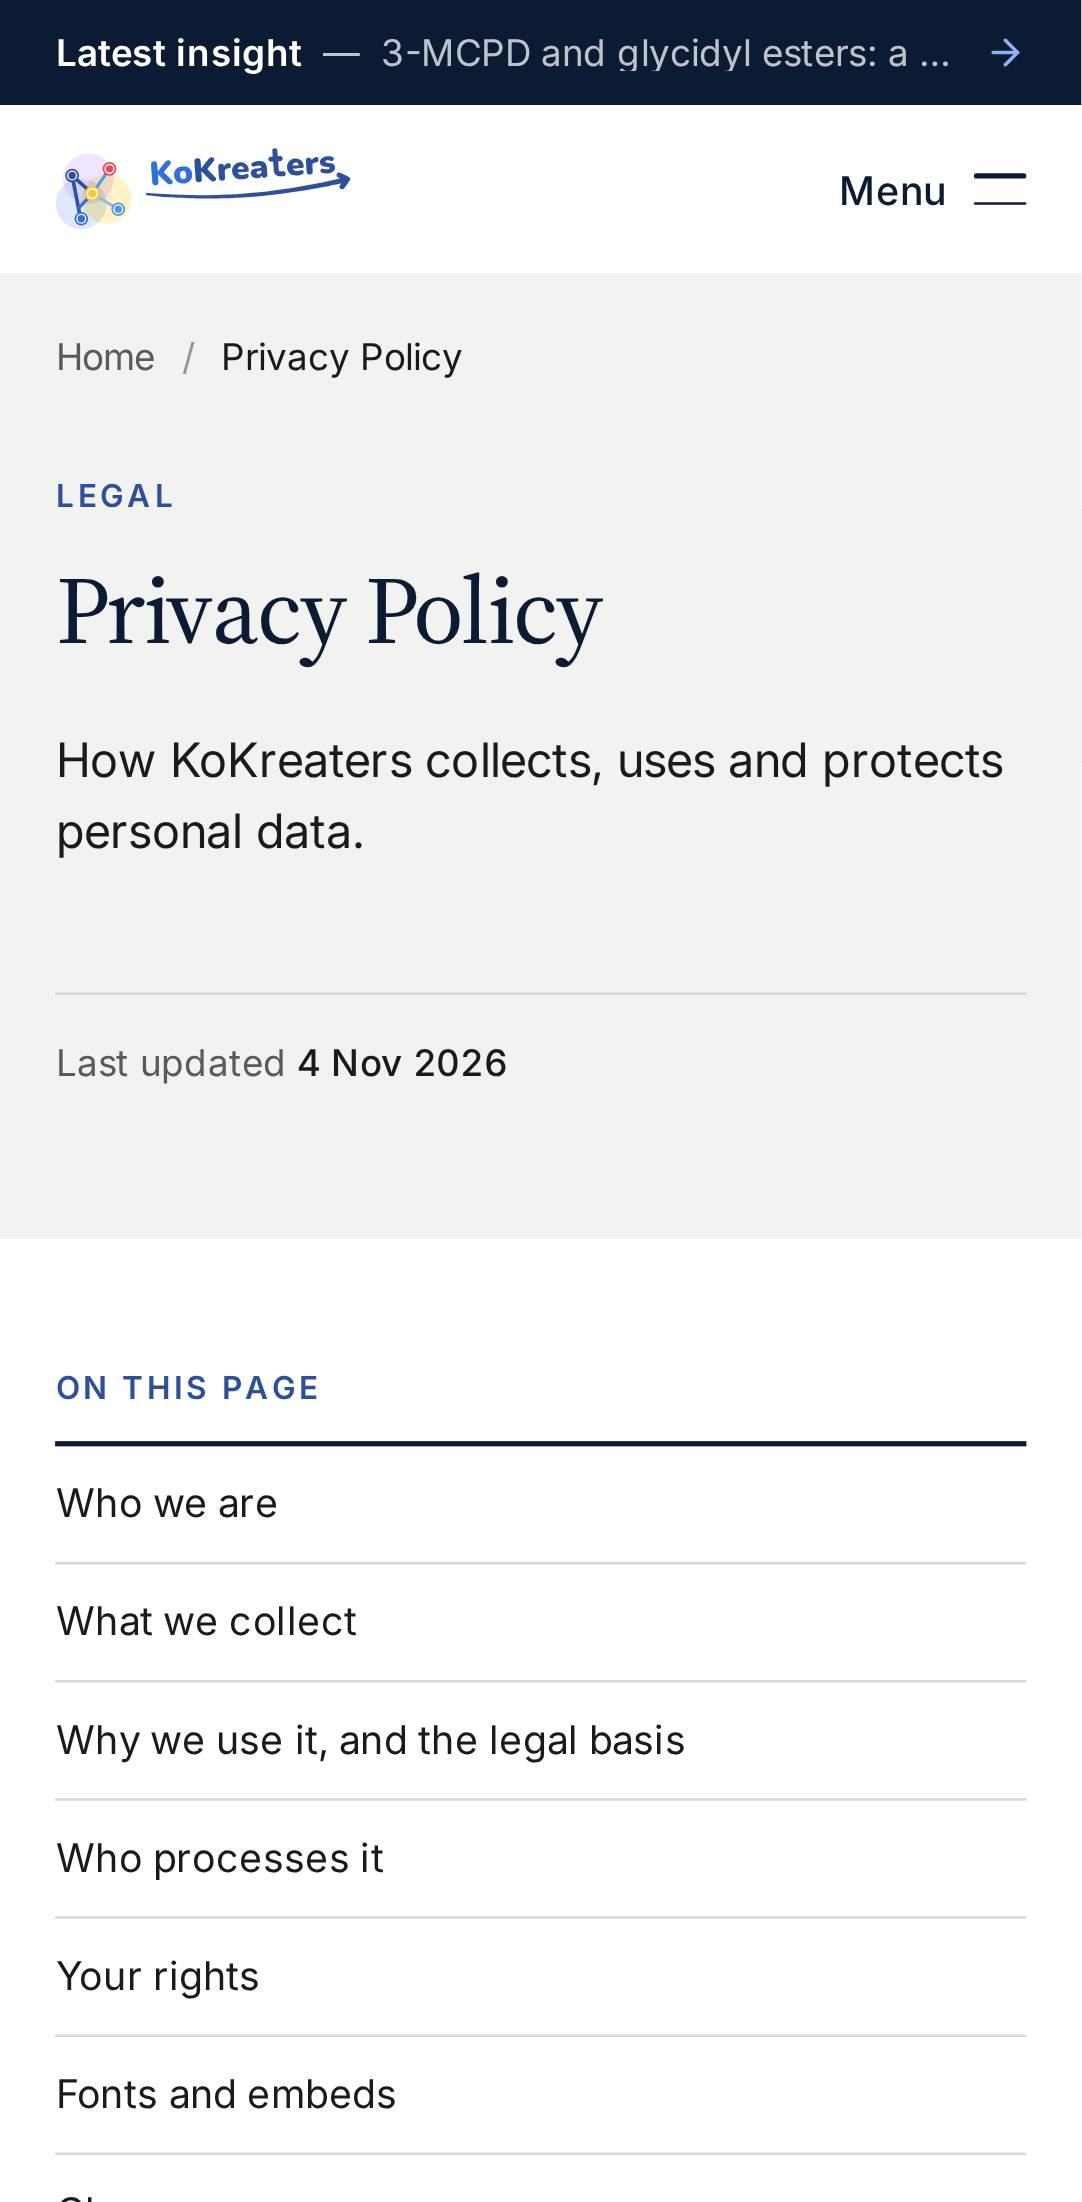 Latest insight — 3-MCPD and glycidyl esters: a ...
KoKreaters
Menu
Home / Privacy Policy
LEGAL
Privacy Policy
How KoKreaters collects, uses and protects
personal data.
Last updated 4 Nov 2026
ON THIS PAGE
Who we are
What we collect
Why we use it, and the legal basis
Who processes it
Your rights
Fonts and embeds